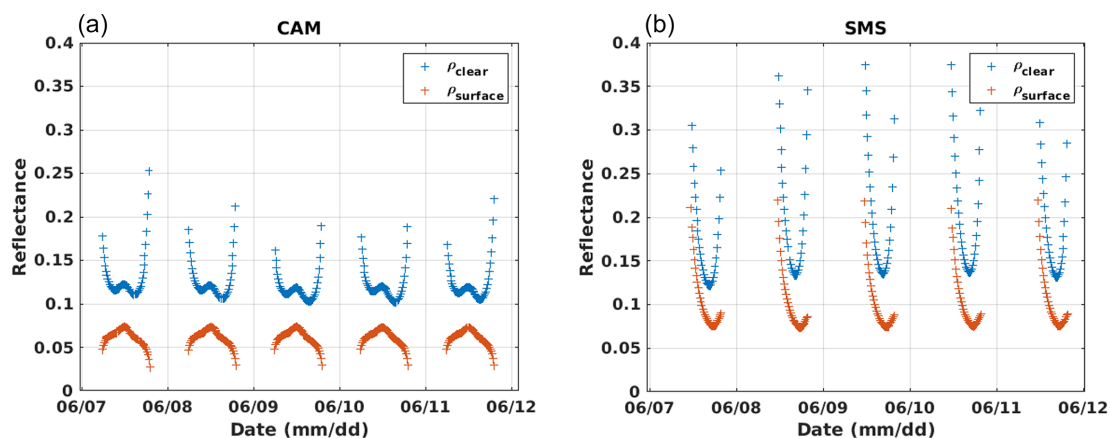 (a)
CAM
0.4
0.35
0.3
0.25
0.2
0.15
0.1
0.05
0
Reflectance
ρclear
ρsurface
06/07 06/08 06/09 06/10 06/11 06/12
Date (mm/dd)
(b)
SMS
0.4
0.35
0.3
0.25
0.2
0.15
0.1
0.05
0
Reflectance
ρclear
ρsurface
06/07 06/08 06/09 06/10 06/11 06/12
Date (mm/dd)